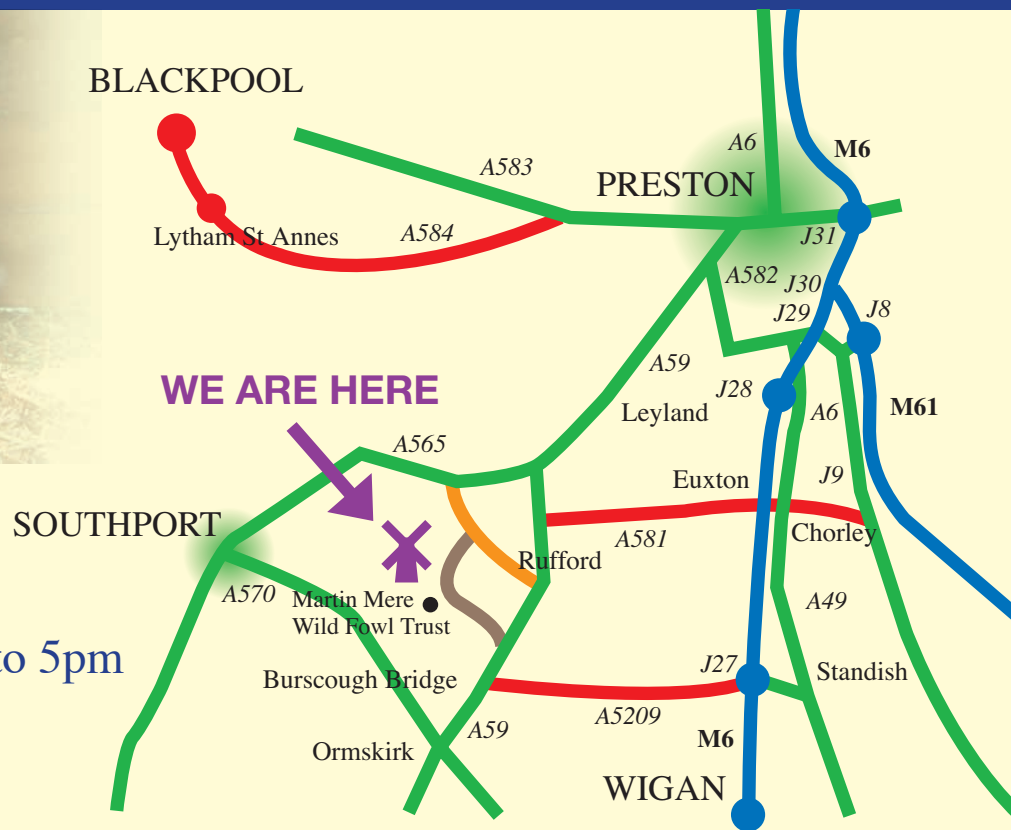 BLACKPOOL
A6
M6
A583
PRESTON
Lytham St Annes
A584
J31
A582
J30
J29
J8
A59
WE ARE HERE
J28
Leyland
A6
M61
A565
Euxton
J9
SOUTHPORT
A581
Chorley
Rufford
A570
Martin Mere
Wild Fowl Trust
A49
to 5pm
J27
Standish
Burscough Bridge
A5209
A59
M6
Ormskirk
WIGAN